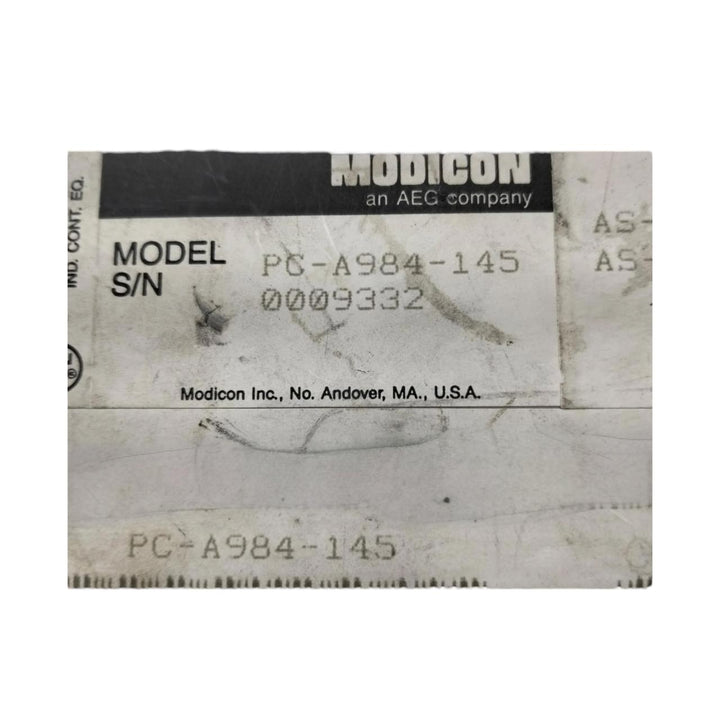 MODICON
an AEG company
IND. CONT. EQ.
MODEL PC-A984-145
S/N 0009332
AS-
AS-
Modicon Inc., No. Andover, MA., U.S.A.
PC-A984-145